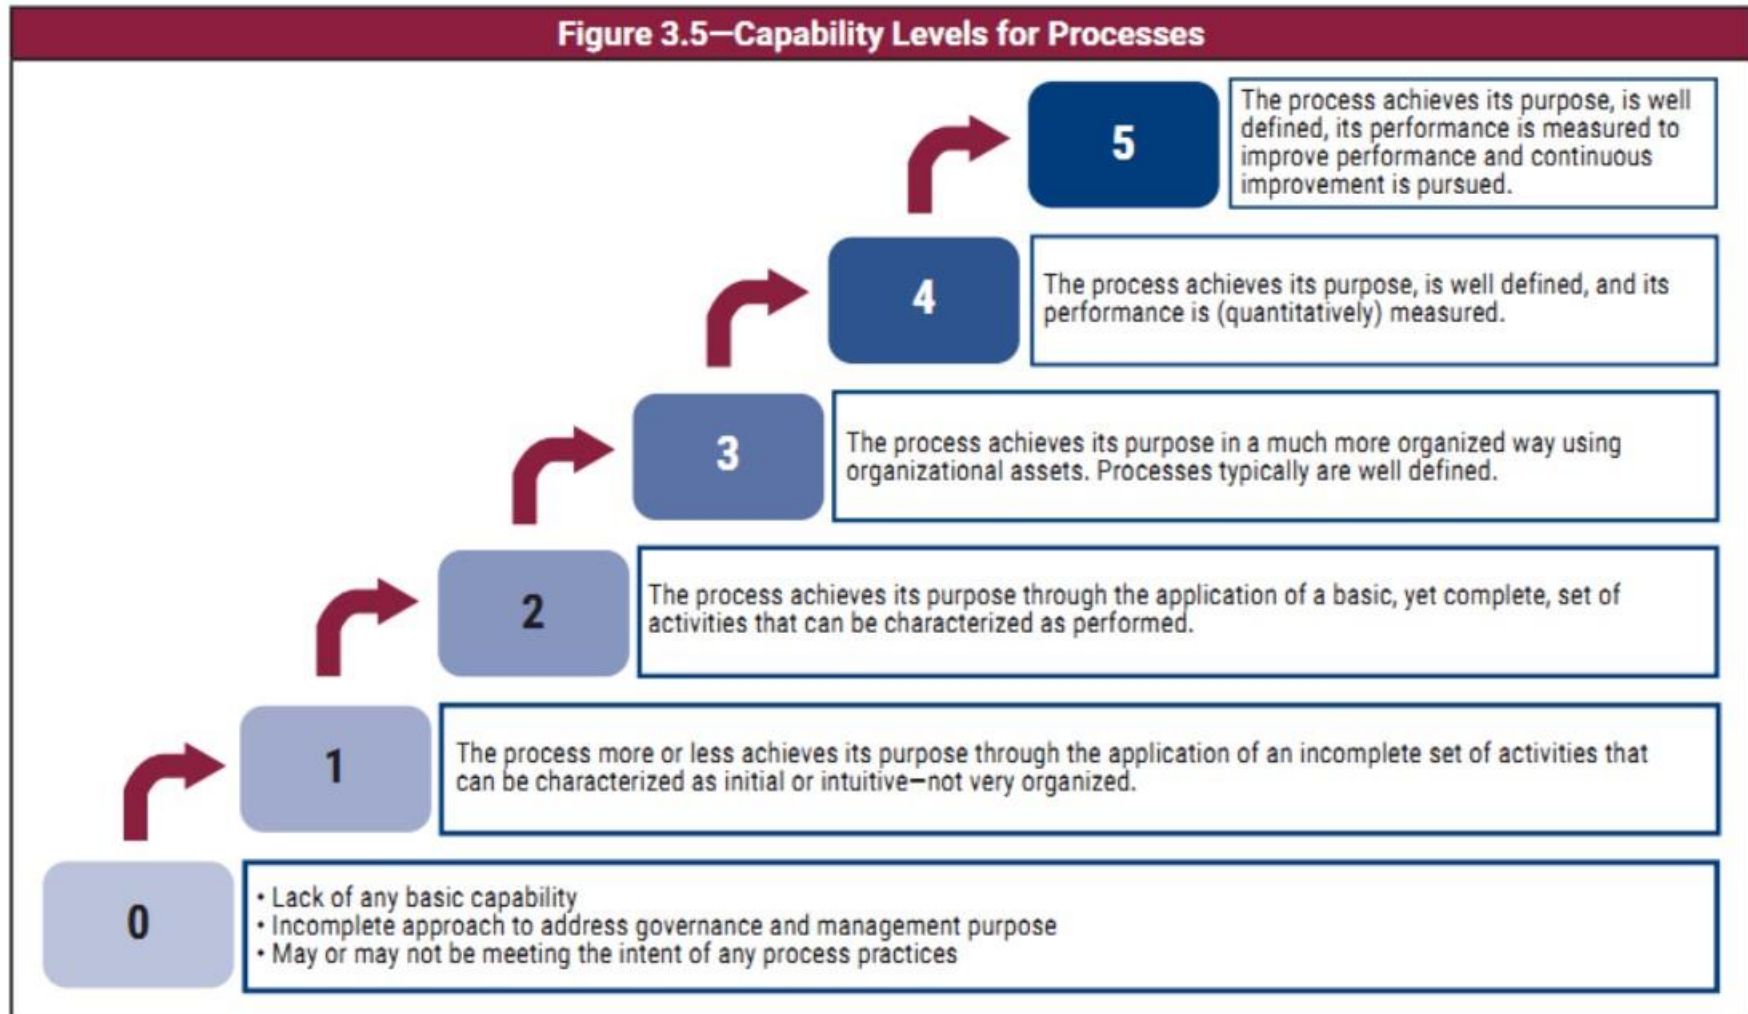 Figure 3.5—Capability Levels for Processes
5
The process achieves its purpose, is well
defined, its performance is measured to
improve performance and continuous
improvement is pursued.
4
The process achieves its purpose, is well defined, and its
performance is (quantitatively) measured.
3
The process achieves its purpose in a much more organized way using
organizational assets. Processes typically are well defined.
2
The process achieves its purpose through the application of a basic, yet complete, set of
activities that can be characterized as performed.
1
The process more or less achieves its purpose through the application of an incomplete set of activities that
can be characterized as initial or intuitive—not very organized.
0
• Lack of any basic capability
• Incomplete approach to address governance and management purpose
• May or may not be meeting the intent of any process practices